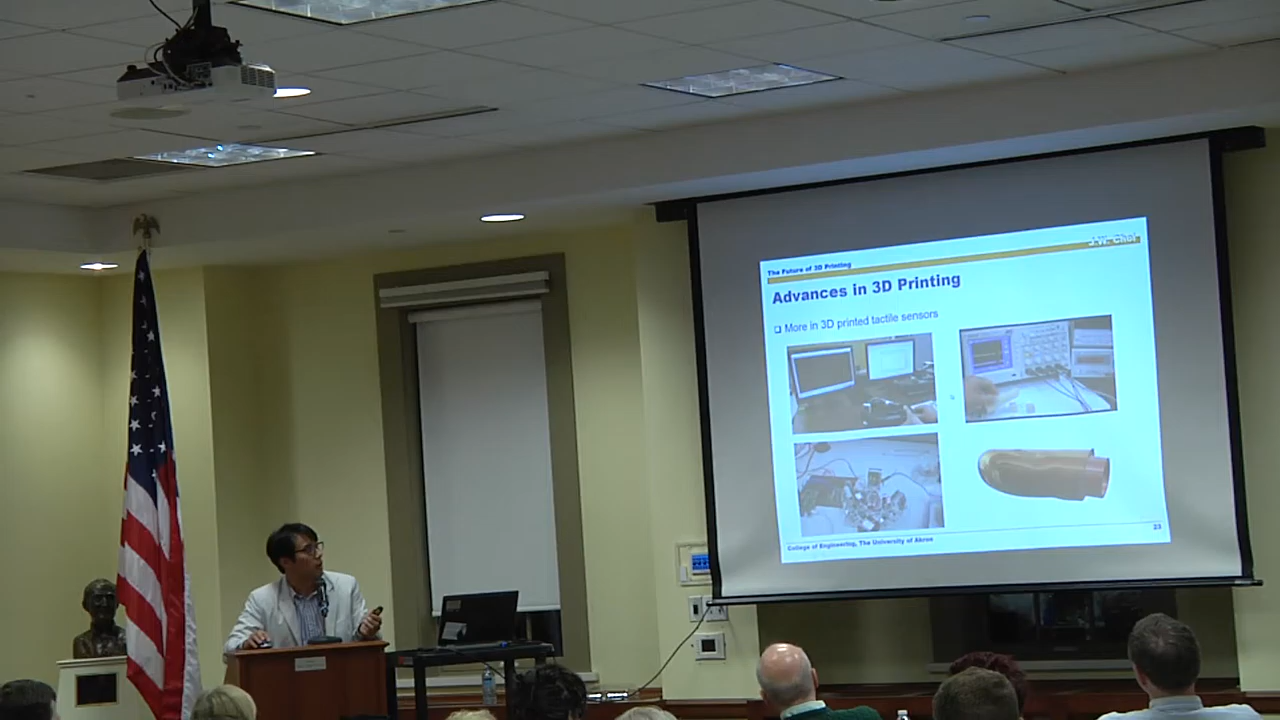 The Future of 3D Printing
J.W. Choi
Advances in 3D Printing
More in 3D printed tactile sensors
College of Engineering, The University of Akron
23